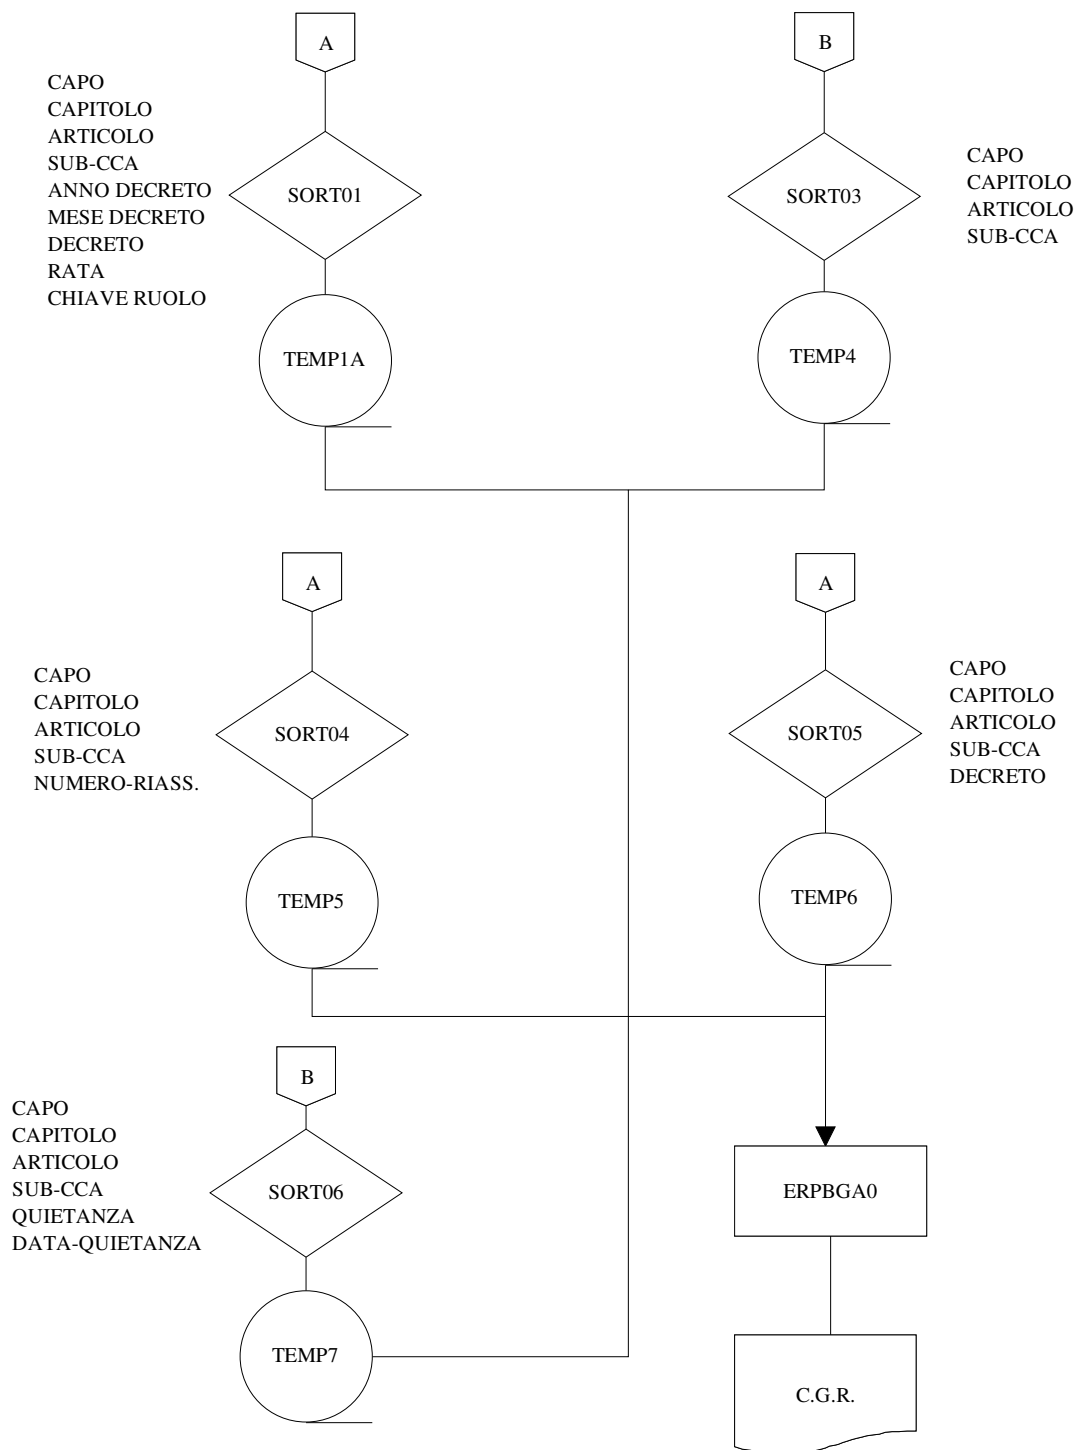 A
CAPO
CAPITOLO
ARTICOLO
SUB-CCA
ANNO DECRETO
MESE DECRETO
DECRETO
RATA
CHIAVE RUOLO
SORT01
TEMP1A
B
SORT03
CAPO
CAPITOLO
ARTICOLO
SUB-CCA
TEMP4
A
CAPO
CAPITOLO
ARTICOLO
SUB-CCA
NUMERO-RIASS.
SORT04
TEMP5
A
SORT05
CAPO
CAPITOLO
ARTICOLO
SUB-CCA
DECRETO
TEMP6
B
CAPO
CAPITOLO
ARTICOLO
SUB-CCA
QUIETANZA
DATA-QUIETANZA
SORT06
TEMP7
ERPBGA0
C.G.R.